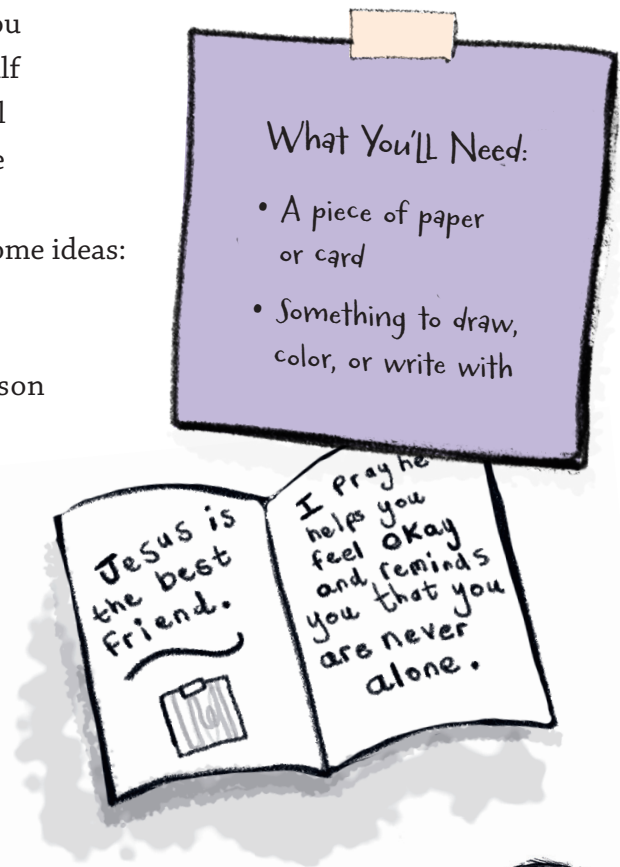 ou
lf
l
e
ome ideas:
son
What You'll Need:
• A piece of paper
or card
• Something to draw,
color, or write with
Jesus is
the best
friend.
I pray he
helps you
feel okay
and reminds
you that you
are never
alone.